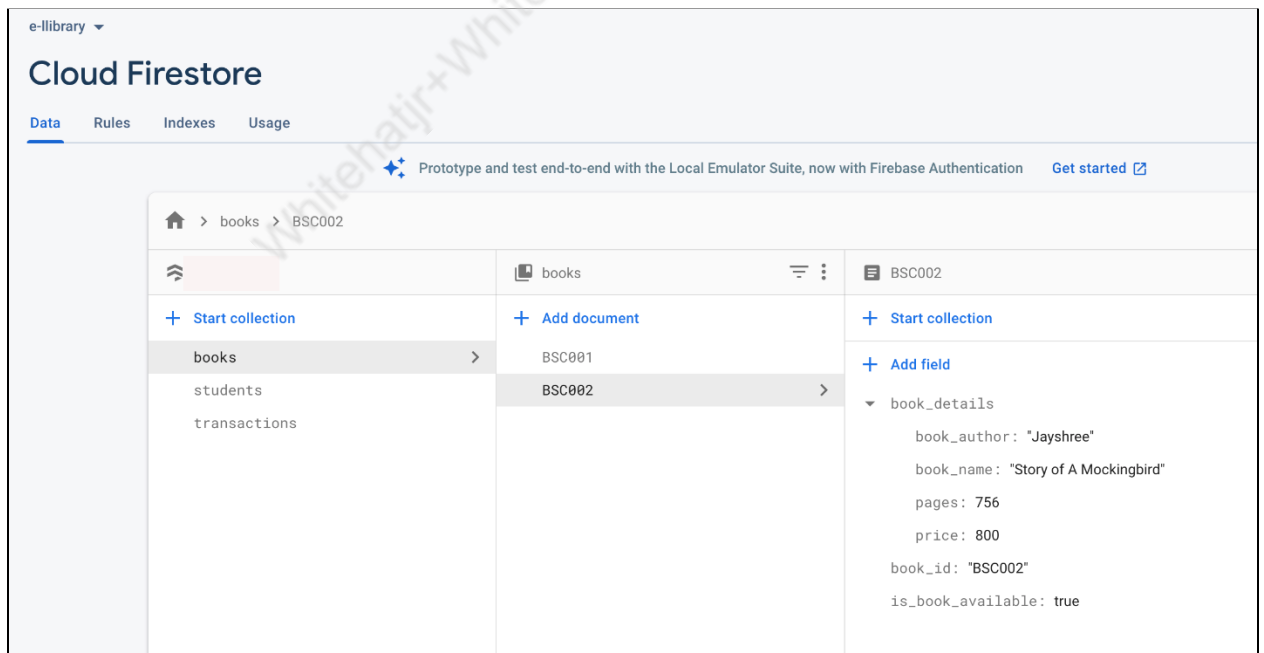 e-llibrary
Cloud Firestore
Data Rules Indexes Usage
Prototype and test end-to-end with the Local Emulator Suite, now with Firebase Authentication Get started
books > BSC002
books
BSC002
+ Start collection
+ Add document
+ Start collection
books
students
transactions
BSC001
BSC002
+ Add field
book_details
book_author: "Jayshree"
book_name: "Story of A Mockingbird"
pages: 756
price: 800
book_id: "BSC002"
is_book_available: true